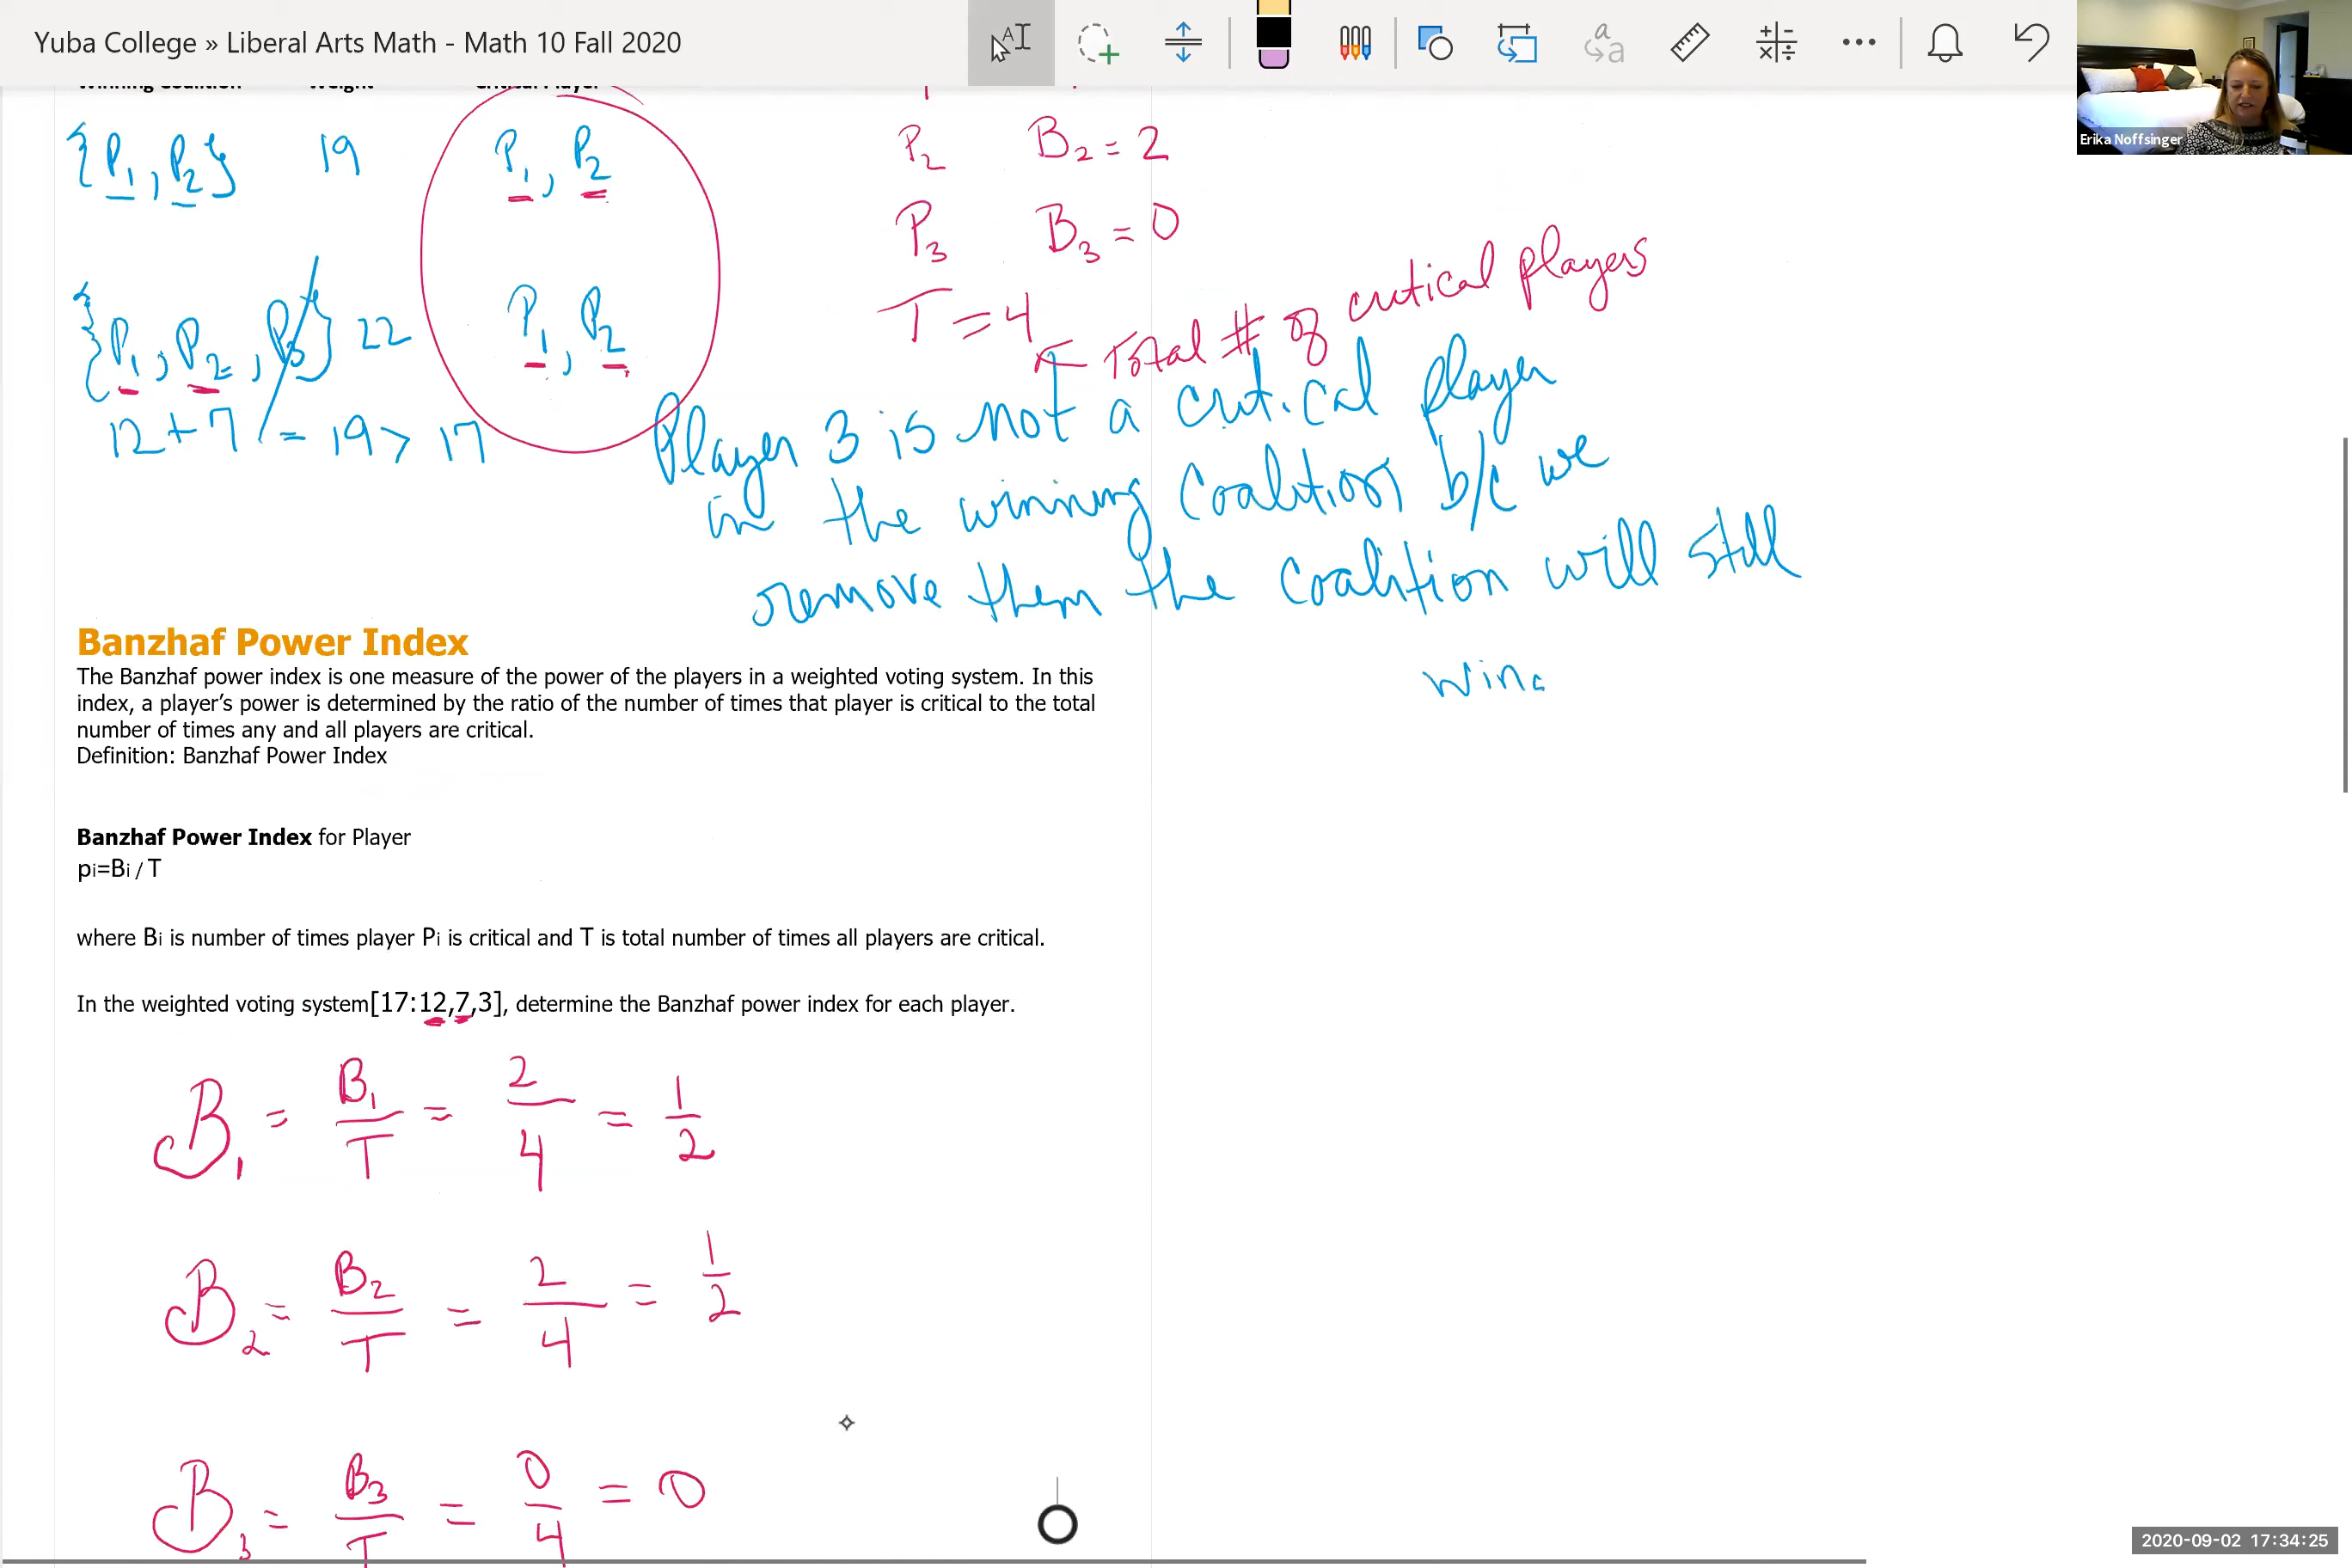 Yuba College » Liberal Arts Math - Math 10 Fall 2020
Erika Noffsinger
Winning Coalition Weight Critical Player
{P1, P2} 19 P1, P2
P2 B2 = 2
P3 B3 = 0
{P1, P2, P3} 22 P1, P2
T = 4 ← Total # of critical players
12 + 7 = 19 > 17
Player 3 is not a critical player
in the winning coalition b/c we
remove them the coalition will still
win.
Banzhaf Power Index
The Banzhaf power index is one measure of the power of the players in a weighted voting system. In this
index, a player's power is determined by the ratio of the number of times that player is critical to the total
number of times any and all players are critical.
Definition: Banzhaf Power Index
Banzhaf Power Index for Player
pi=Bi / T
where Bi is number of times player Pi is critical and T is total number of times all players are critical.
In the weighted voting system[17:12,7,3], determine the Banzhaf power index for each player.
B1 = B1/T = 2/4 = 1/2
B2 = B2/T = 2/4 = 1/2
B3 = B3/T = 0/4 = 0
2020-09-02 17:34:25